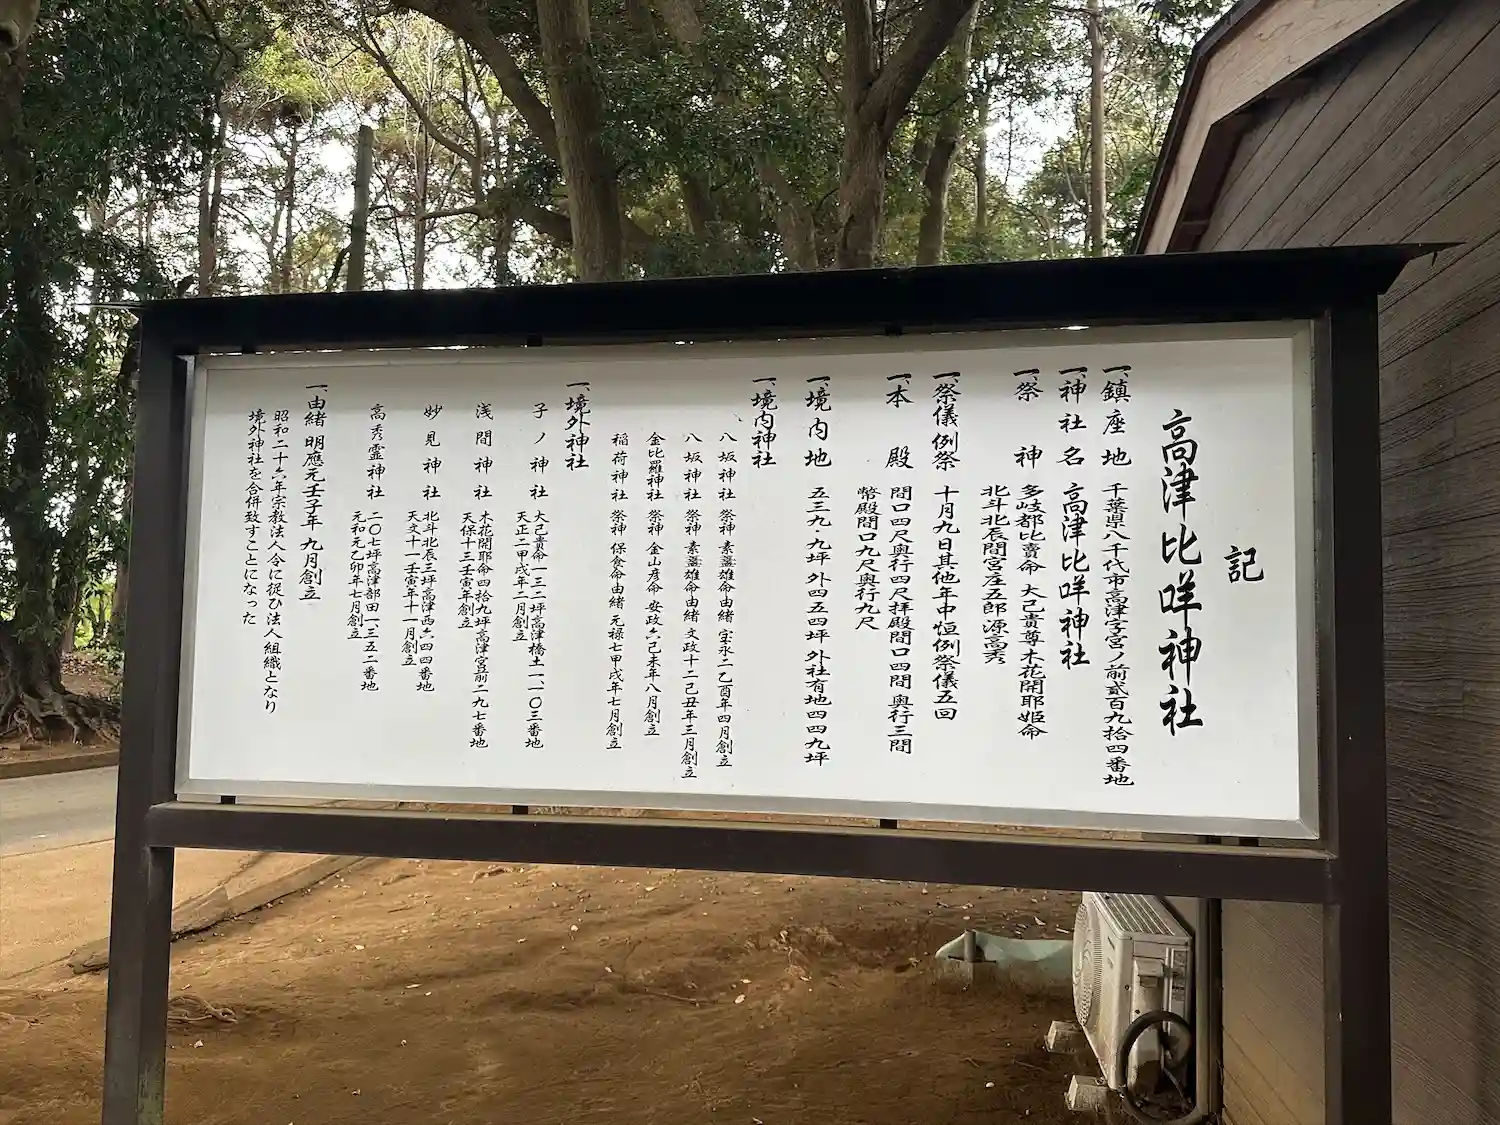 記
高津比咩神社
一、鎮座地 千葉県八千代市高津字宮ノ前貳百九拾四番地
一、神社名 高津比咩神社
一、祭神 多岐都比賣命 大己貴尊木花開耶姫命
北斗北辰間宮庄五郎源高秀
一、祭儀例祭 十月九日其他年中恒例祭儀五回
一、本殿 間口四尺奥行四尺拝殿間口四間 奥行三間
幣殿間口九尺奥行九尺
一、境内地 五三九・九坪 外四五四坪 外社有地四四九坪
一、境内神社
八坂神社 祭神 素盞雄命由緒 宝永二乙酉年四月創立
八坂神社 祭神 素盞雄命由緒 文政十二己丑年三月創立
金比羅神社 祭神 金山彦命 安政六己未年八月創立
稲荷神社 祭神 保食命由緒 元禄七甲戌年七月創立
一、境外神社
子ノ神社 大己貴命一三二坪高津橋土一、一〇三番地
天正二甲戌年二月創立
浅間神社 木花開耶命四拾九坪高津宮前二九七番地
天保十三壬寅年創立
妙見神社 北斗北辰三坪高津西六四四番地
天文十一壬寅年十一月創立
高秀霊神社 二〇七坪高津部田一三五二番地
元和元乙卯年七月創立
一、由緒 明應元壬子年 九月創立
昭和二十六年宗教法人令に従ひ法人組織となり
境外神社を合併致すことになった